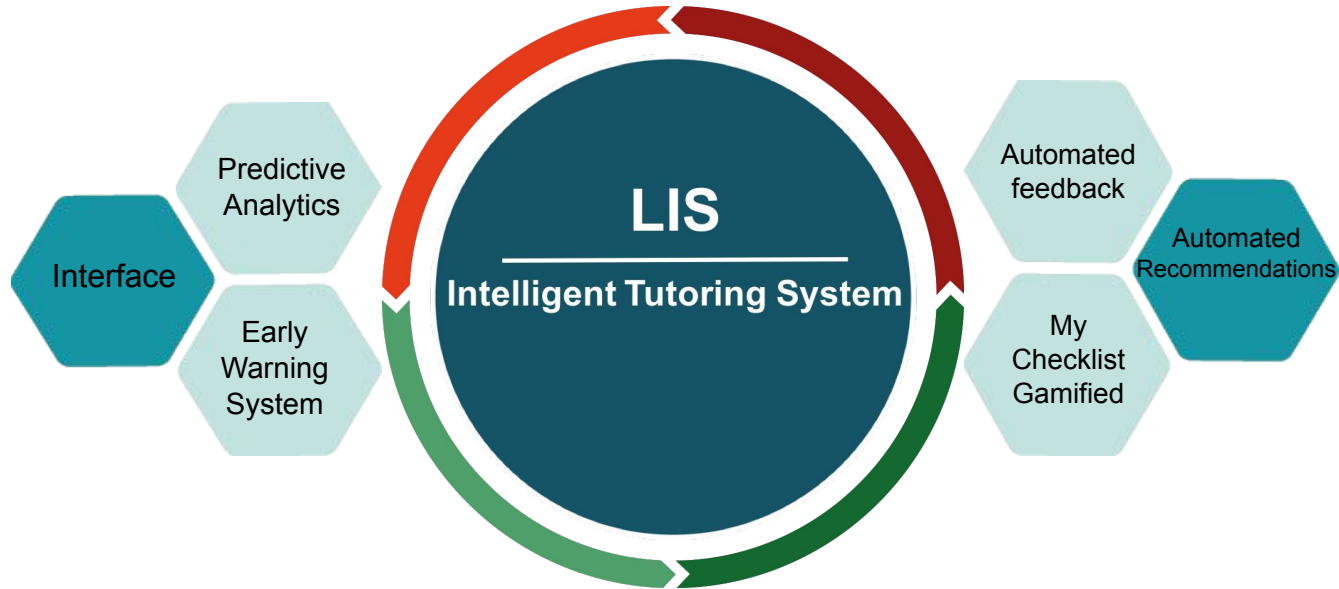 Predictive
Analytics
Interface
Early
Warning
System
LIS
Intelligent Tutoring System
Automated
feedback
Automated
Recommendations
My
Checklist
Gamified